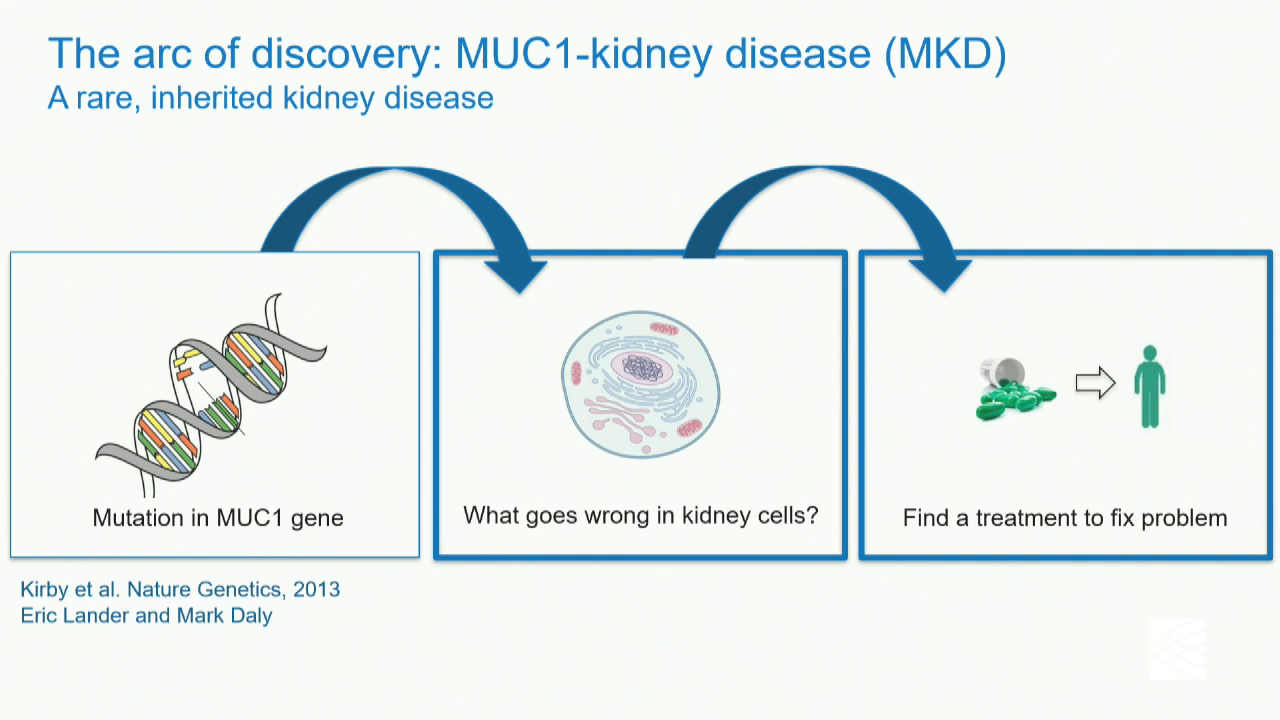 The arc of discovery: MUC1-kidney disease (MKD)
A rare, inherited kidney disease
Mutation in MUC1 gene
What goes wrong in kidney cells?
Find a treatment to fix problem
Kirby et al. Nature Genetics, 2013
Eric Lander and Mark Daly